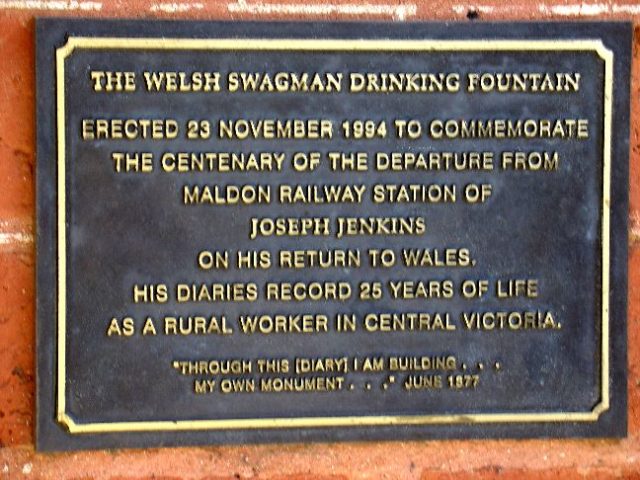 THE WELSH SWAGMAN DRINKING FOUNTAIN
ERECTED 23 NOVEMBER 1994 TO COMMEMORATE
THE CENTENARY OF THE DEPARTURE FROM
MALDON RAILWAY STATION OF
JOSEPH JENKINS
ON HIS RETURN TO WALES.
HIS DIARIES RECORD 25 YEARS OF LIFE
AS A RURAL WORKER IN CENTRAL VICTORIA.
"THROUGH THIS [DIARY] I AM BUILDING . . .
MY OWN MONUMENT . . ." JUNE 1877